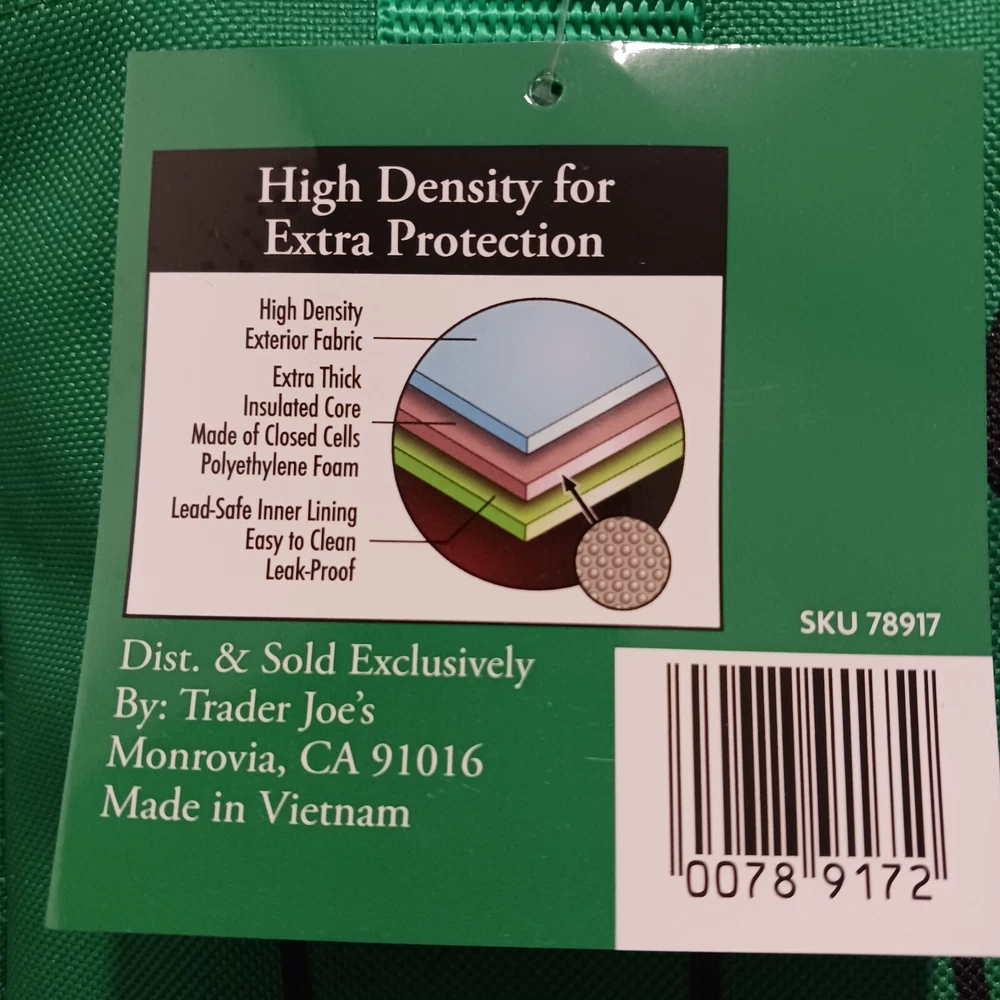 High Density for
Extra Protection
High Density
Exterior Fabric
Extra Thick
Insulated Core
Made of Closed Cells
Polyethylene Foam
Lead-Safe Inner Lining
Easy to Clean
Leak-Proof
SKU 78917
Dist. & Sold Exclusively
By: Trader Joe's
Monrovia, CA 91016
Made in Vietnam
0078 9172